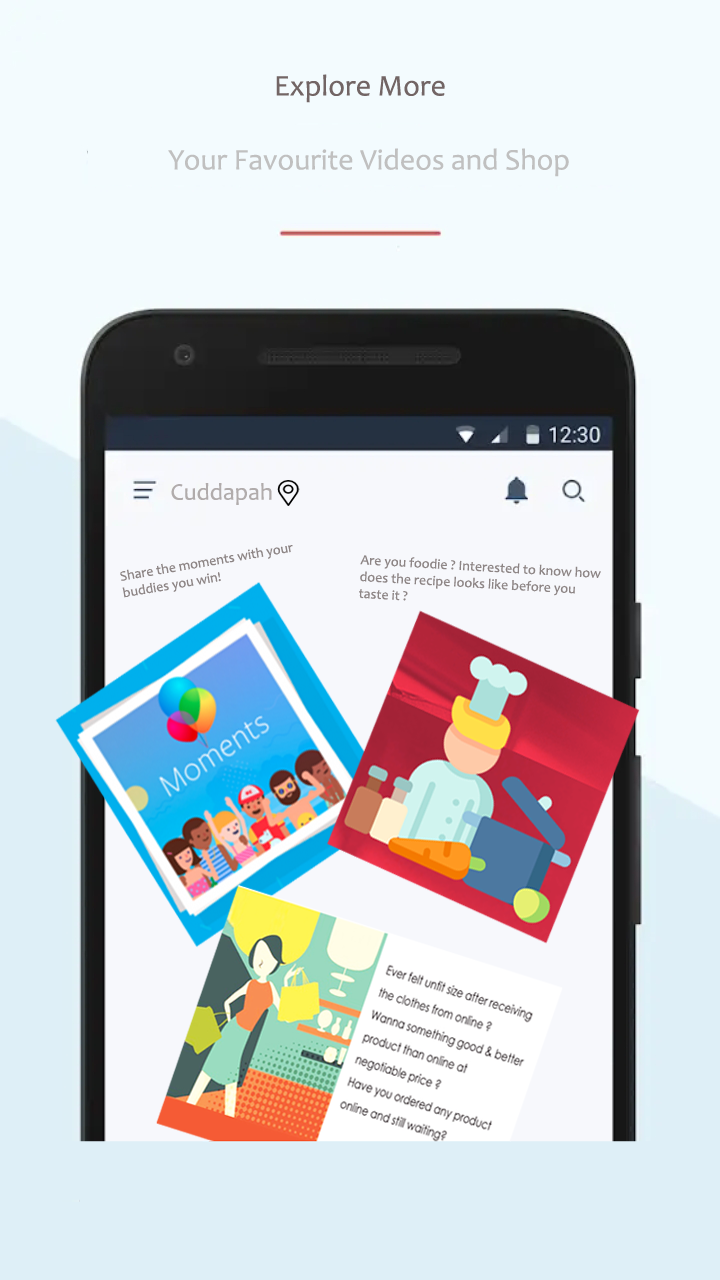 Explore More
Your Favourite Videos and Shop
12:30
Cuddapah
Share the moments with your
buddies you win!
Are you foodie ? Interested to know how
does the recipe looks like before you
taste it ?
Moments
Ever felt unfit size after receiving
the clothes from online ?
Wanna something good & better
product than online at
negotiable price ?
Have you ordered any product
online and still waiting?